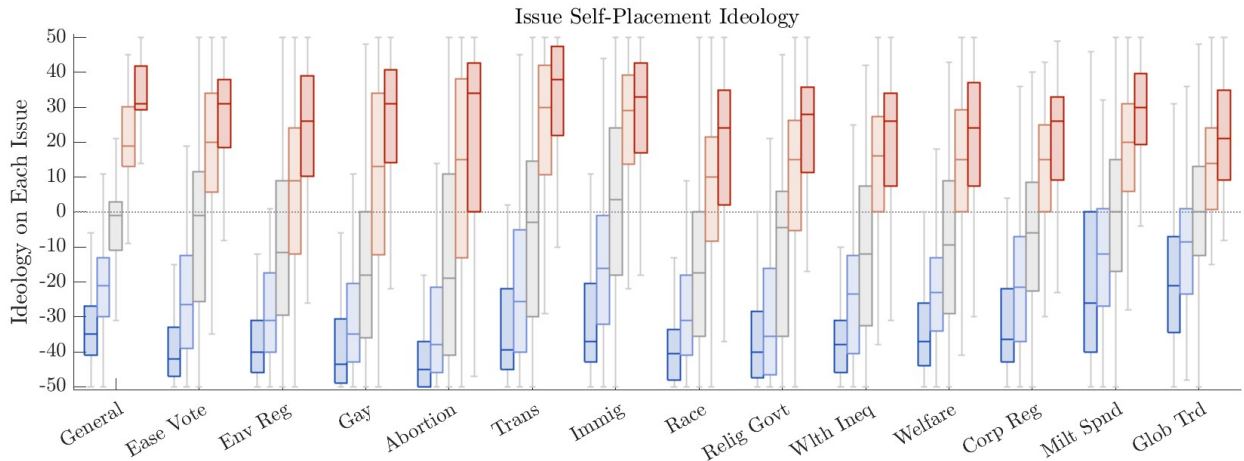 Issue Self-Placement Ideology
Ideology on Each Issue
50
40
30
20
10
0
-10
-20
-30
-40
-50
General
Ease Vote
Env Reg
Gay
Abortion
Trans
Immig
Race
Relig Govt
Wlth Ineq
Welfare
Corp Reg
Milt Spnd
Glob Trd